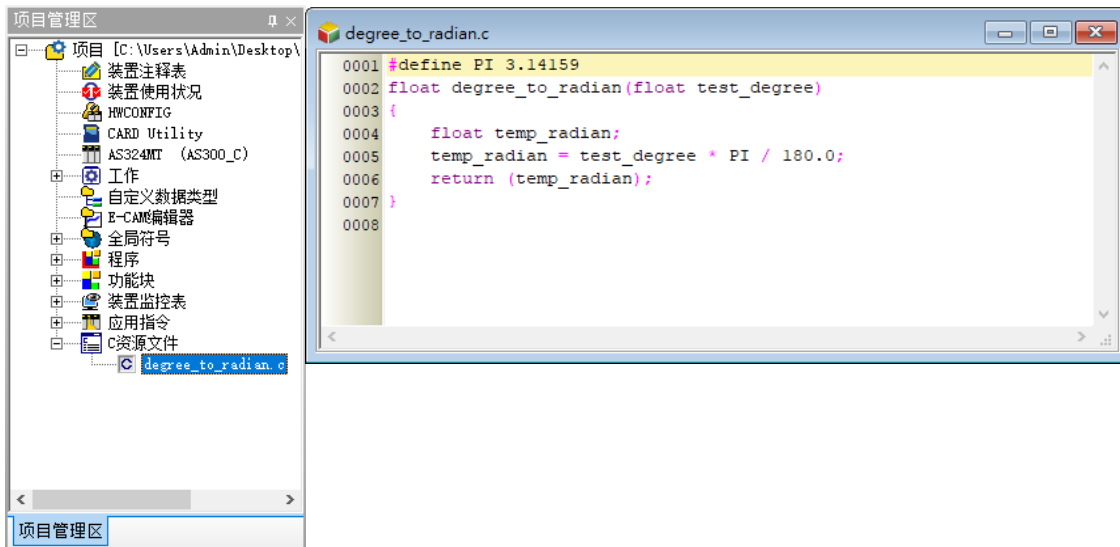 项目管理区
项目 [C:\Users\Admin\Desktop\
装置注释表
装置使用状况
HWCONFIG
CARD Utility
AS324MT (AS300_C)
工作
自定义数据类型
E-CAM编辑器
全局符号
程序
功能块
装置监控表
应用指令
C资源文件
C degree_to_radian.c
项目管理区
degree_to_radian.c
0001 #define PI 3.14159
0002 float degree_to_radian(float test_degree)
0003 {
0004 float temp_radian;
0005 temp_radian = test_degree * PI / 180.0;
0006 return (temp_radian);
0007 }
0008